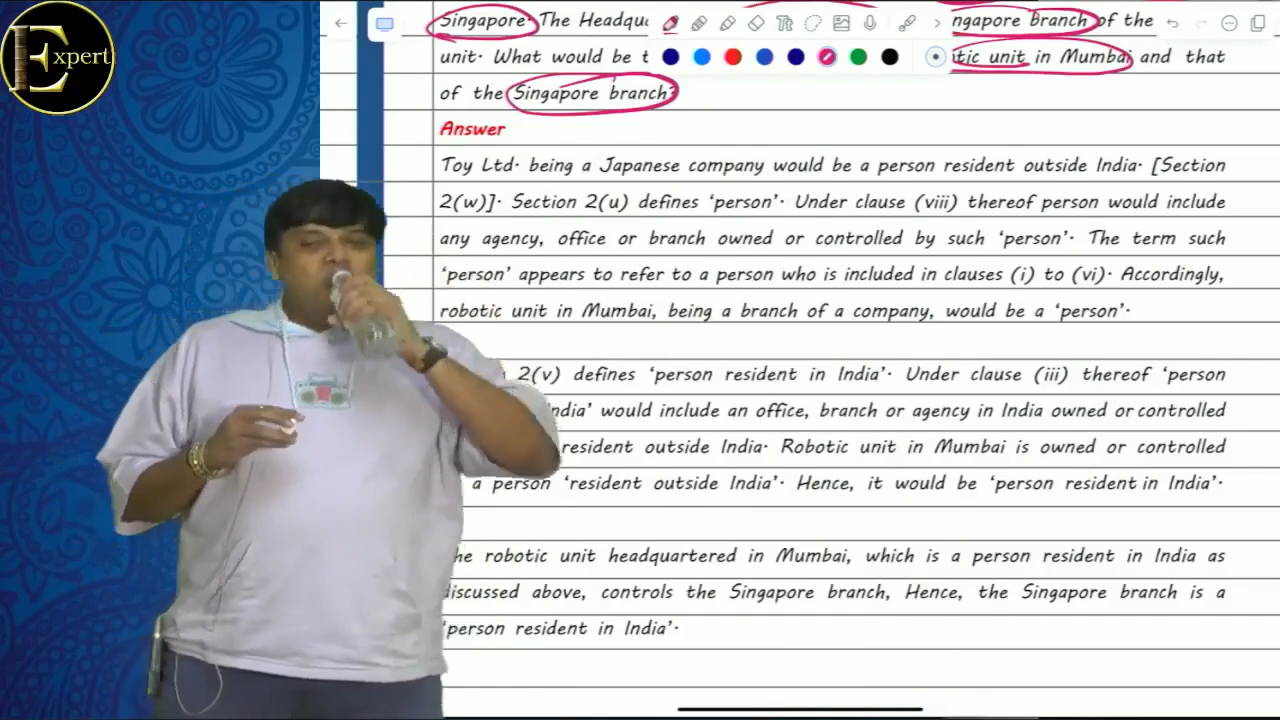 Expert
Singapore. The ngapore Branch of the
unit. What would be t tic unit in Mumbai and that
of the Singapore branch?
Answer
Toy Ltd. being a Japanese company would be a person resident outside India. [Section
2(w)]. Section 2(u) defines 'person'. Under clause (viii) thereof person would include
any agency, office or branch owned or controlled by such 'person'. The term such
'person' appears to refer to a person who is included in clauses (i) to (vi). Accordingly,
robotic unit in Mumbai, being a branch of a company, would be a 'person'.
2(v) defines 'person resident in India'. Under clause (iii) thereof 'person
India' would include an office, branch or agency in India owned or controlled
resident outside India. Robotic unit in Mumbai is owned or controlled
a person 'resident outside India'. Hence, it would be 'person resident in India'.
he robotic unit headquartered in Mumbai, which is a person resident in India as
discussed above, controls the Singapore branch, Hence, the Singapore branch is a
'person resident in India'.